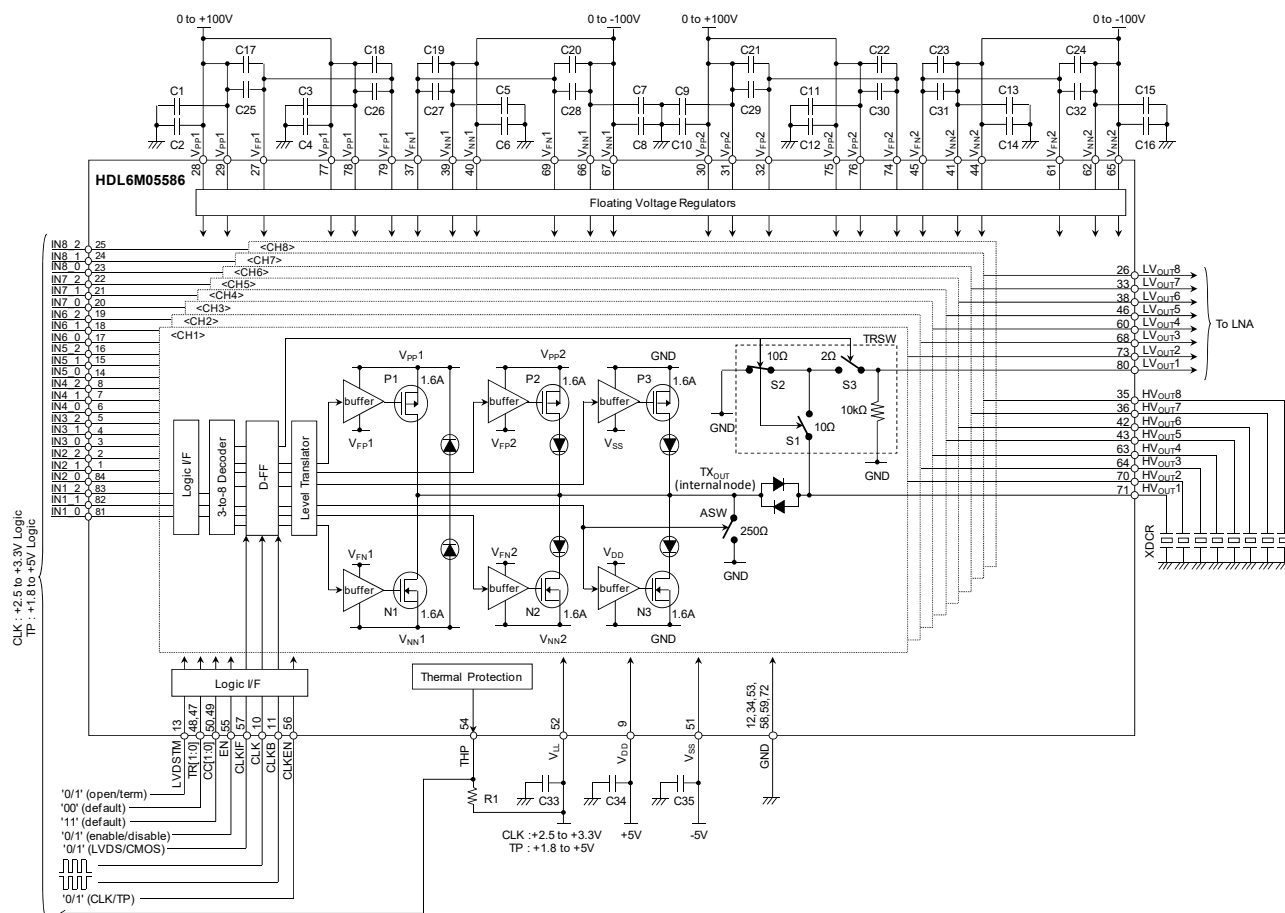 0 to +100V 0 to -100V 0 to +100V 0 to -100V
C17 C18 C19 C20 C21 C22 C23 C24
C1 C25 C3 C26 C27 C5 C28 C7 C9 C29 C11 C30 C31 C13 C32 C15
C2 C4 C6 C8 C10 C12 C14 C16
28 VPP1
29 VPP1
27 VFP1
77 VPP1
78 VPP1
79 VFP1
37 VFN1
39 VNN1
40 VNN1
69 VFN1
66 VNN1
67 VNN1
30 VPP2
31 VPP2
32 VFP2
75 VPP2
76 VPP2
74 VFP2
45 VFN2
41 VNN2
44 VNN2
61 VFN2
62 VNN2
65 VNN2
HDL6M05586
Floating Voltage Regulators
IN8_2 25
IN8_1 24
IN8_0 23
IN7_2 22
IN7_1 21
IN7_0 20
IN6_2 19
IN6_1 18
IN6_0 17
IN5_2 16
IN5_1 15
IN5_0 14
IN4_2 8
IN4_1 7
IN4_0 6
IN3_2 5
IN3_1 4
IN3_0 3
IN2_2 2
IN2_1 1
IN2_0 84
IN1_2 83
IN1_1 82
IN1_0 81
<CH8>
<CH7>
<CH6>
<CH5>
<CH4>
<CH3>
<CH2>
<CH1>
26 LVOUT8
33 LVOUT7
38 LVOUT6
46 LVOUT5
60 LVOUT4
68 LVOUT3
73 LVOUT2
80 LVOUT1
To LNA
35 HVOUT8
36 HVOUT7
42 HVOUT6
43 HVOUT5
63 HVOUT4
64 HVOUT3
70 HVOUT2
71 HVOUT1
XDCR
CLK : +2.5 to +3.3V Logic
TP : +1.8 to +5V Logic
Logic I/F
3-to-8 Decoder
D-FF
Level Translator
VPP1 VPP2 GND
P1 1.6A P2 1.6A P3 1.6A
buffer buffer buffer
VFP1 VFP2 VSS
TRSW
10Ω 2Ω
S2 S3
10kΩ
GND
S1 10Ω
GND
TXOUT
(internal node)
ASW
250Ω
GND
VFN1 VFN2 VDD
buffer buffer buffer
N1 1.6A N2 1.6A N3 1.6A
VNN1 VNN2 GND
Logic I/F
Thermal Protection
13 LVDSTM
48,47 TR[1:0]
50,49 CC[1:0]
55 EN
57 CLKIF
10 CLK
11 CLKB
56 CLKEN
54 THP
52 VLL
9 VDD
51 VSS
12,34,53,
58,59,72
GND
R1 C33 C34 C35
CLK :+2.5 to +3.3V
TP : +1.8 to +5V
+5V
-5V
'0/1' (open/term)
'00' (default)
'11' (default)
'0/1' (enable/disable)
'0/1' (LVDS/CMOS)
'0/1' (CLK/TP)